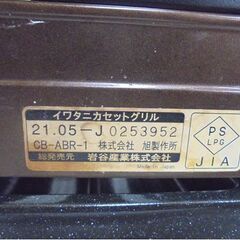 イワタニカセットグリル
21.05-J0253952
CB-ABR-1 株式会社 旭製作所
総発売元 岩谷産業株式会社
Made in Japan
PS
LPG
JIA